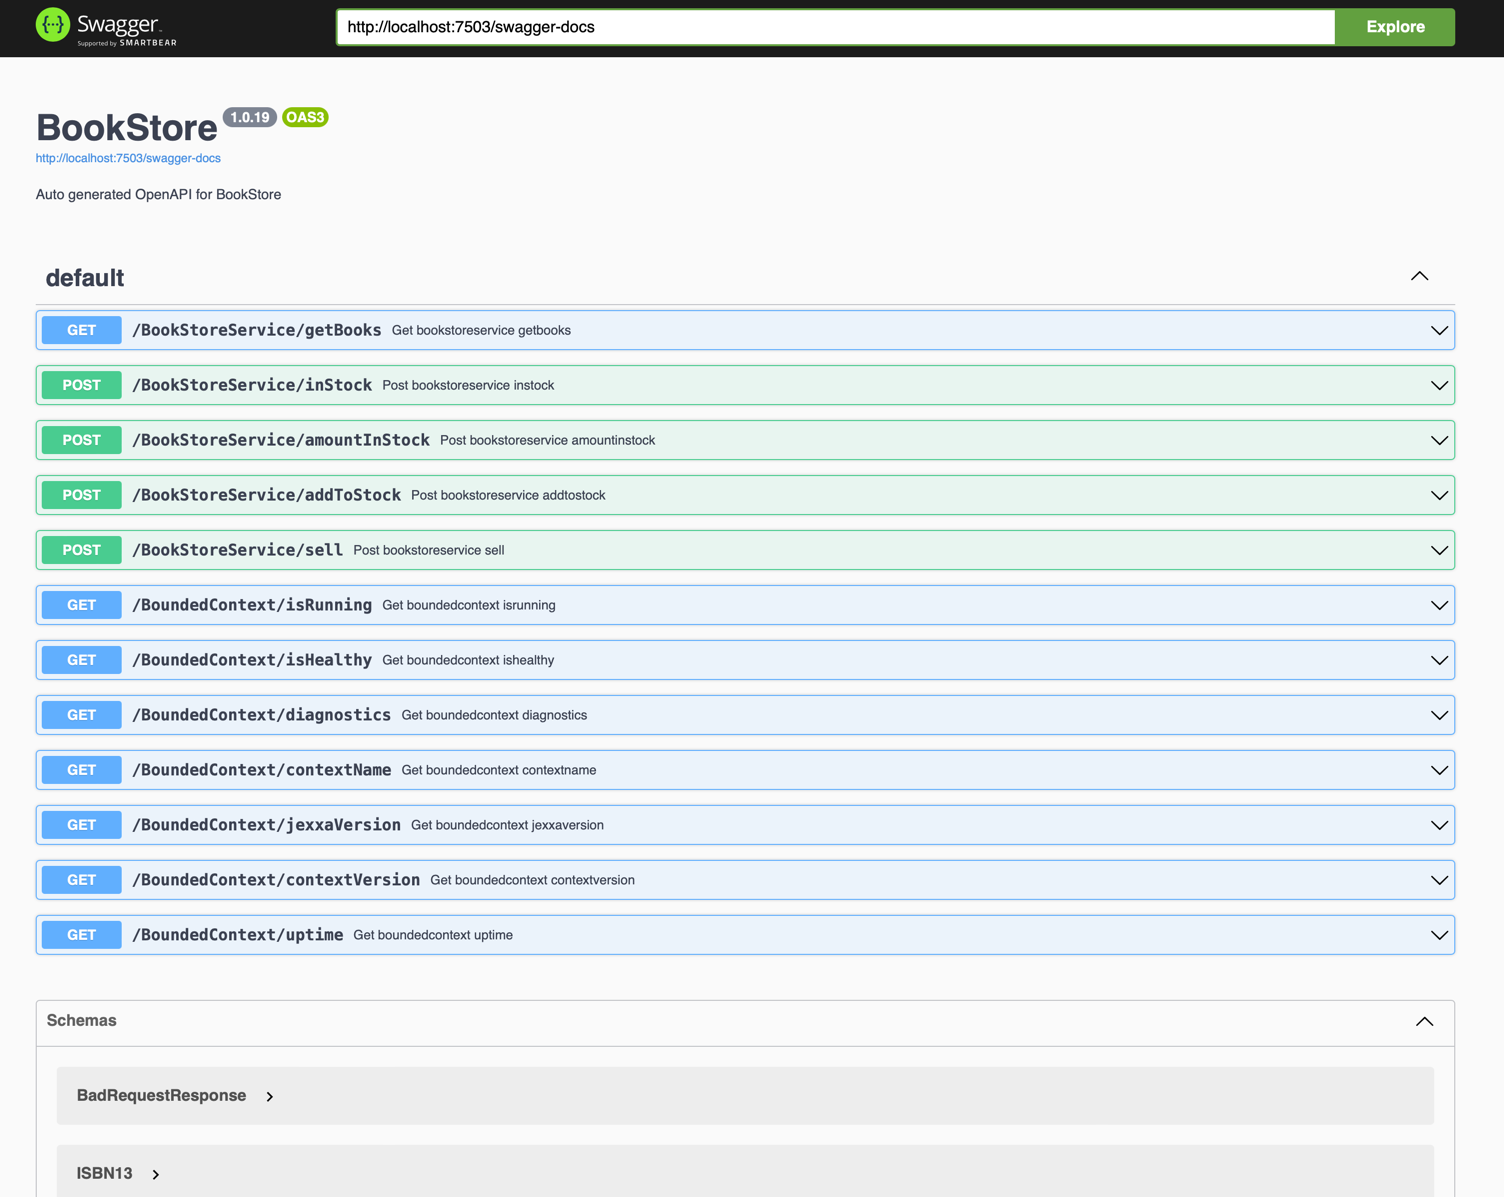 Swagger
Supported by SMARTBEAR
http://localhost:7503/swagger-docs
Explore
BookStore 1.0.19 OAS3
http://localhost:7503/swagger-docs
Auto generated OpenAPI for BookStore
default
GET /BookStoreService/getBooks Get bookstoreservice getbooks
POST /BookStoreService/inStock Post bookstoreservice instock
POST /BookStoreService/amountInStock Post bookstoreservice amountinstock
POST /BookStoreService/addToStock Post bookstoreservice addtostock
POST /BookStoreService/sell Post bookstoreservice sell
GET /BoundedContext/isRunning Get boundedcontext isrunning
GET /BoundedContext/isHealthy Get boundedcontext ishealthy
GET /BoundedContext/diagnostics Get boundedcontext diagnostics
GET /BoundedContext/contextName Get boundedcontext contextname
GET /BoundedContext/jexxaVersion Get boundedcontext jexxaversion
GET /BoundedContext/contextVersion Get boundedcontext contextversion
GET /BoundedContext/uptime Get boundedcontext uptime
Schemas
BadRequestResponse
ISBN13